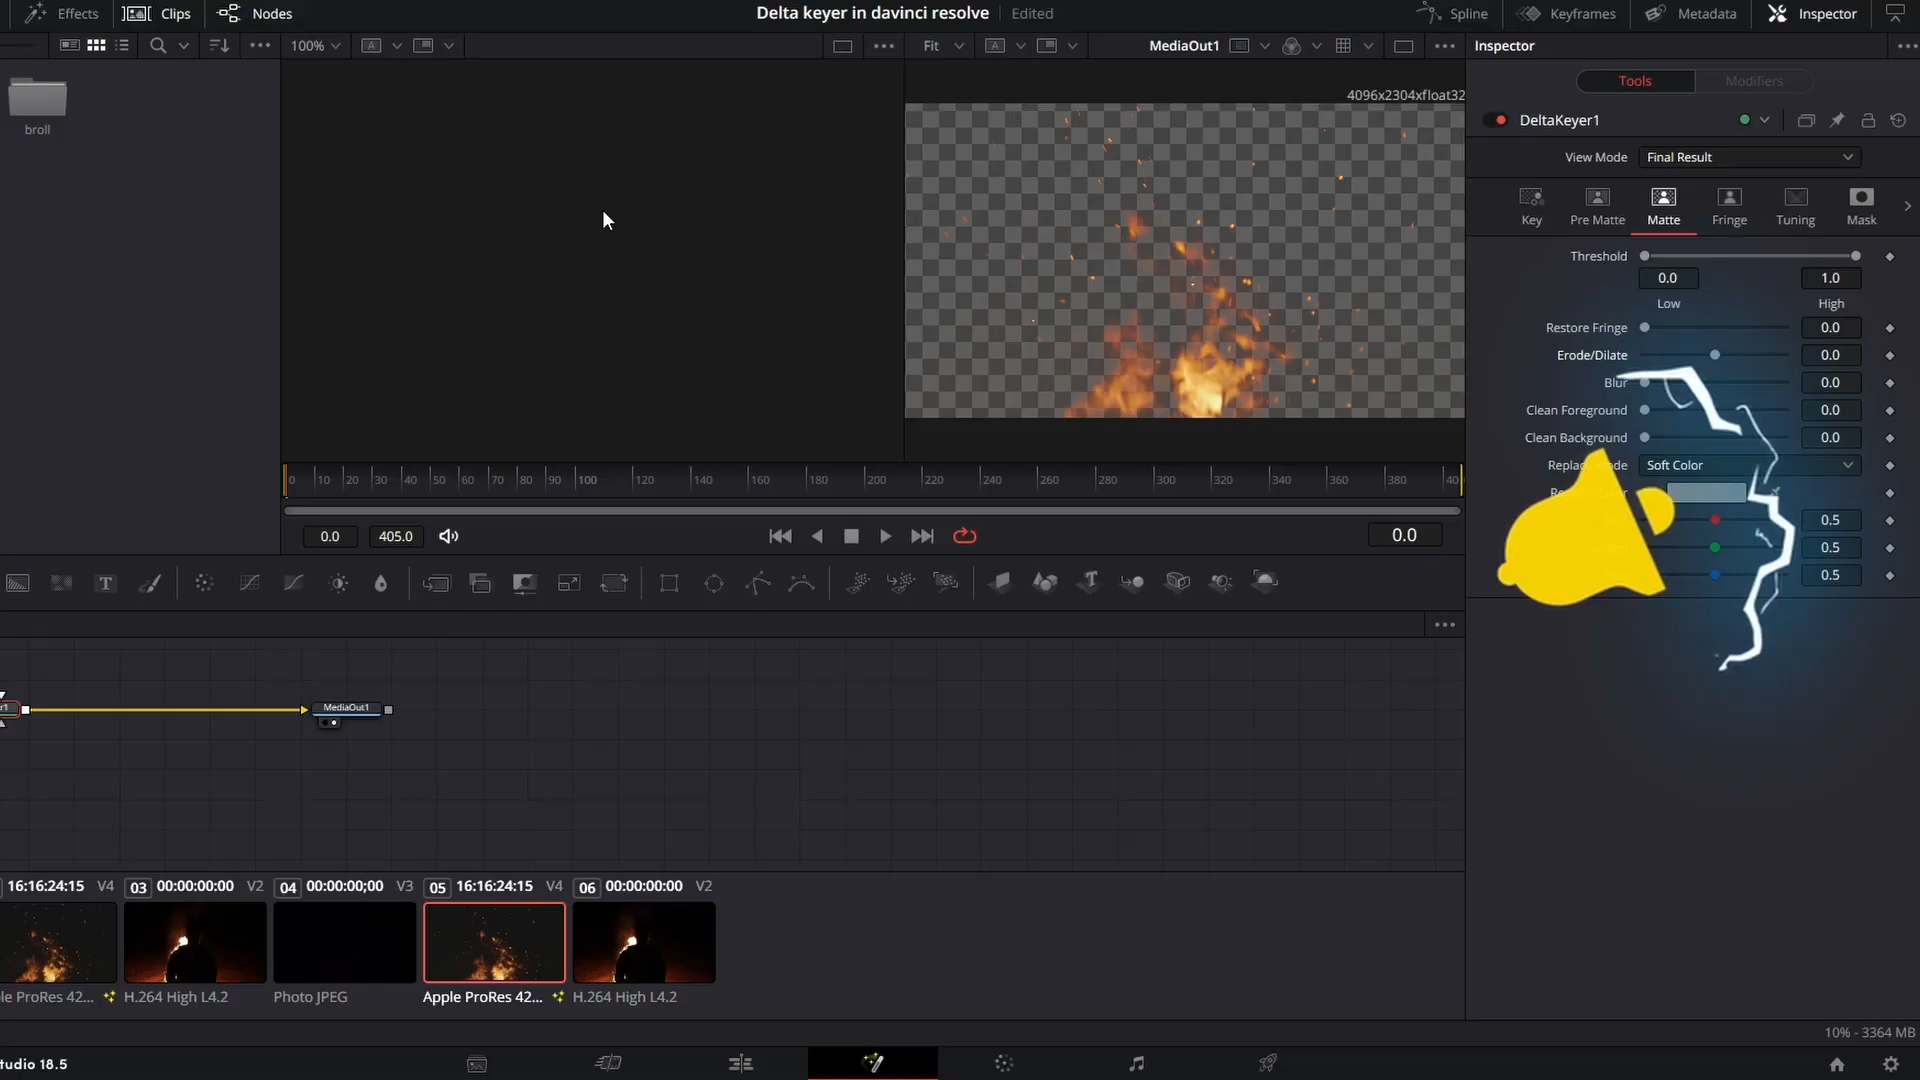 Effects
Clips
Nodes
Delta keyer in davinci resolve
Edited
Spline
Keyframes
Metadata
Inspector
100%
A
Fit
A
MediaOut1
Inspector
broll
4096x2304xfloat32
Tools
Modifiers
DeltaKeyer1
View Mode
Final Result
Key
Pre Matte
Matte
Fringe
Tuning
Mask
Threshold
0.0
1.0
Low
High
Restore Fringe
0.0
Erode/Dilate
0.0
Blur
0.0
Clean Foreground
0.0
Clean Background
0.0
Soft Color
0.5
0.5
0.5
0 10 20 30 40 50 60 70 80 90 100 120 140 160 180 200 220 240 260 280 300 320 340 360 380 40
0.0
405.0
0.0
T
T
r1
MediaOut1
16:16:24:15 V4
03 00:00:00:00 V2
04 00:00:00;00 V3
05 16:16:24:15 V4
06 00:00:00:00 V2
le ProRes 42...
H.264 High L4.2
Photo JPEG
Apple ProRes 42...
H.264 High L4.2
10% - 3364 MB
tudio 18.5